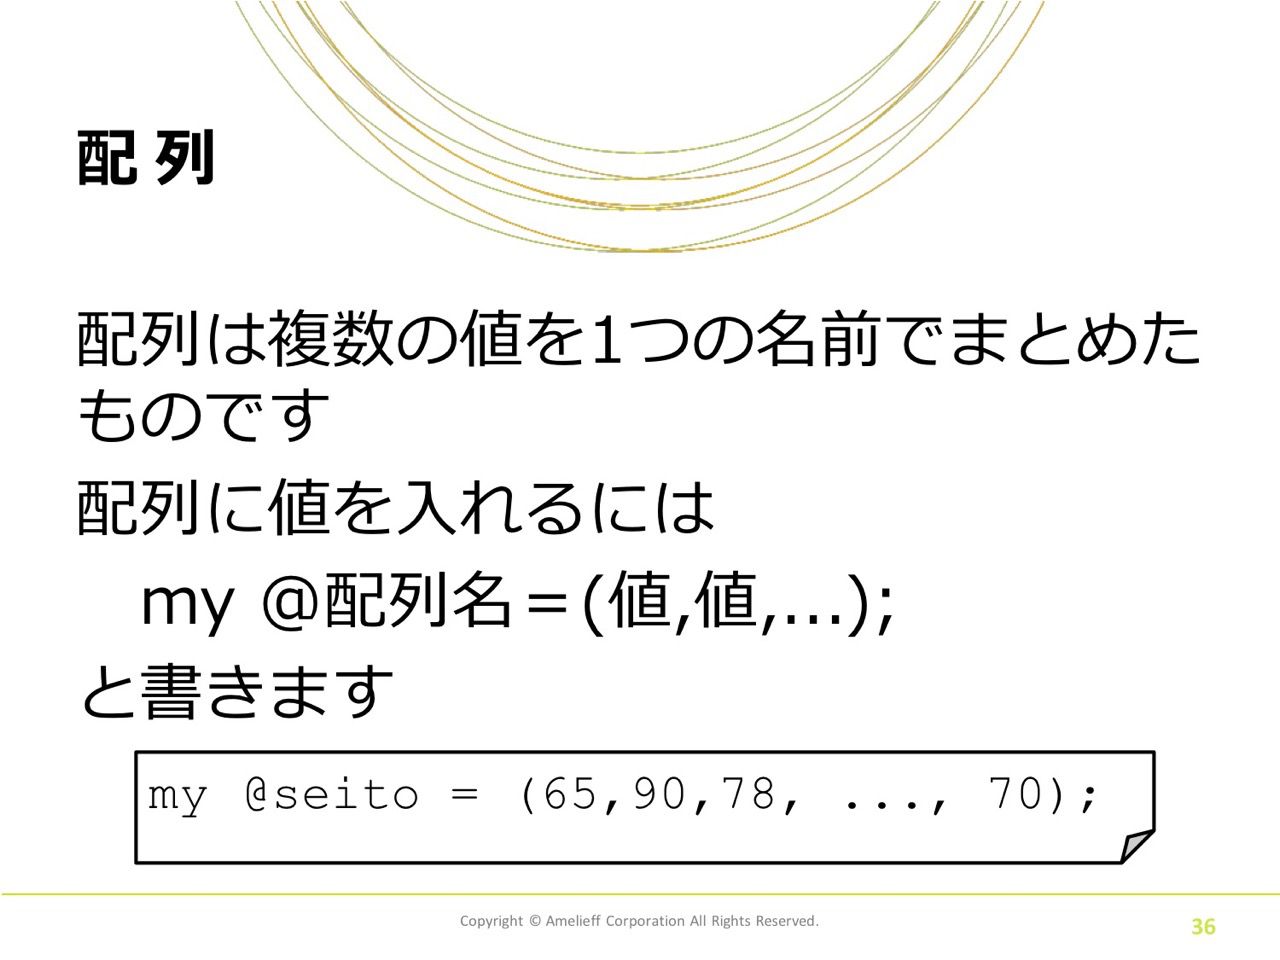 配列
配列は複数の値を1つの名前でまとめた
ものです
配列に値を入れるには
my @配列名＝(値,値,...);
と書きます
my @seito = (65,90,78, ..., 70);
Copyright © Amelieff Corporation All Rights Reserved.
36